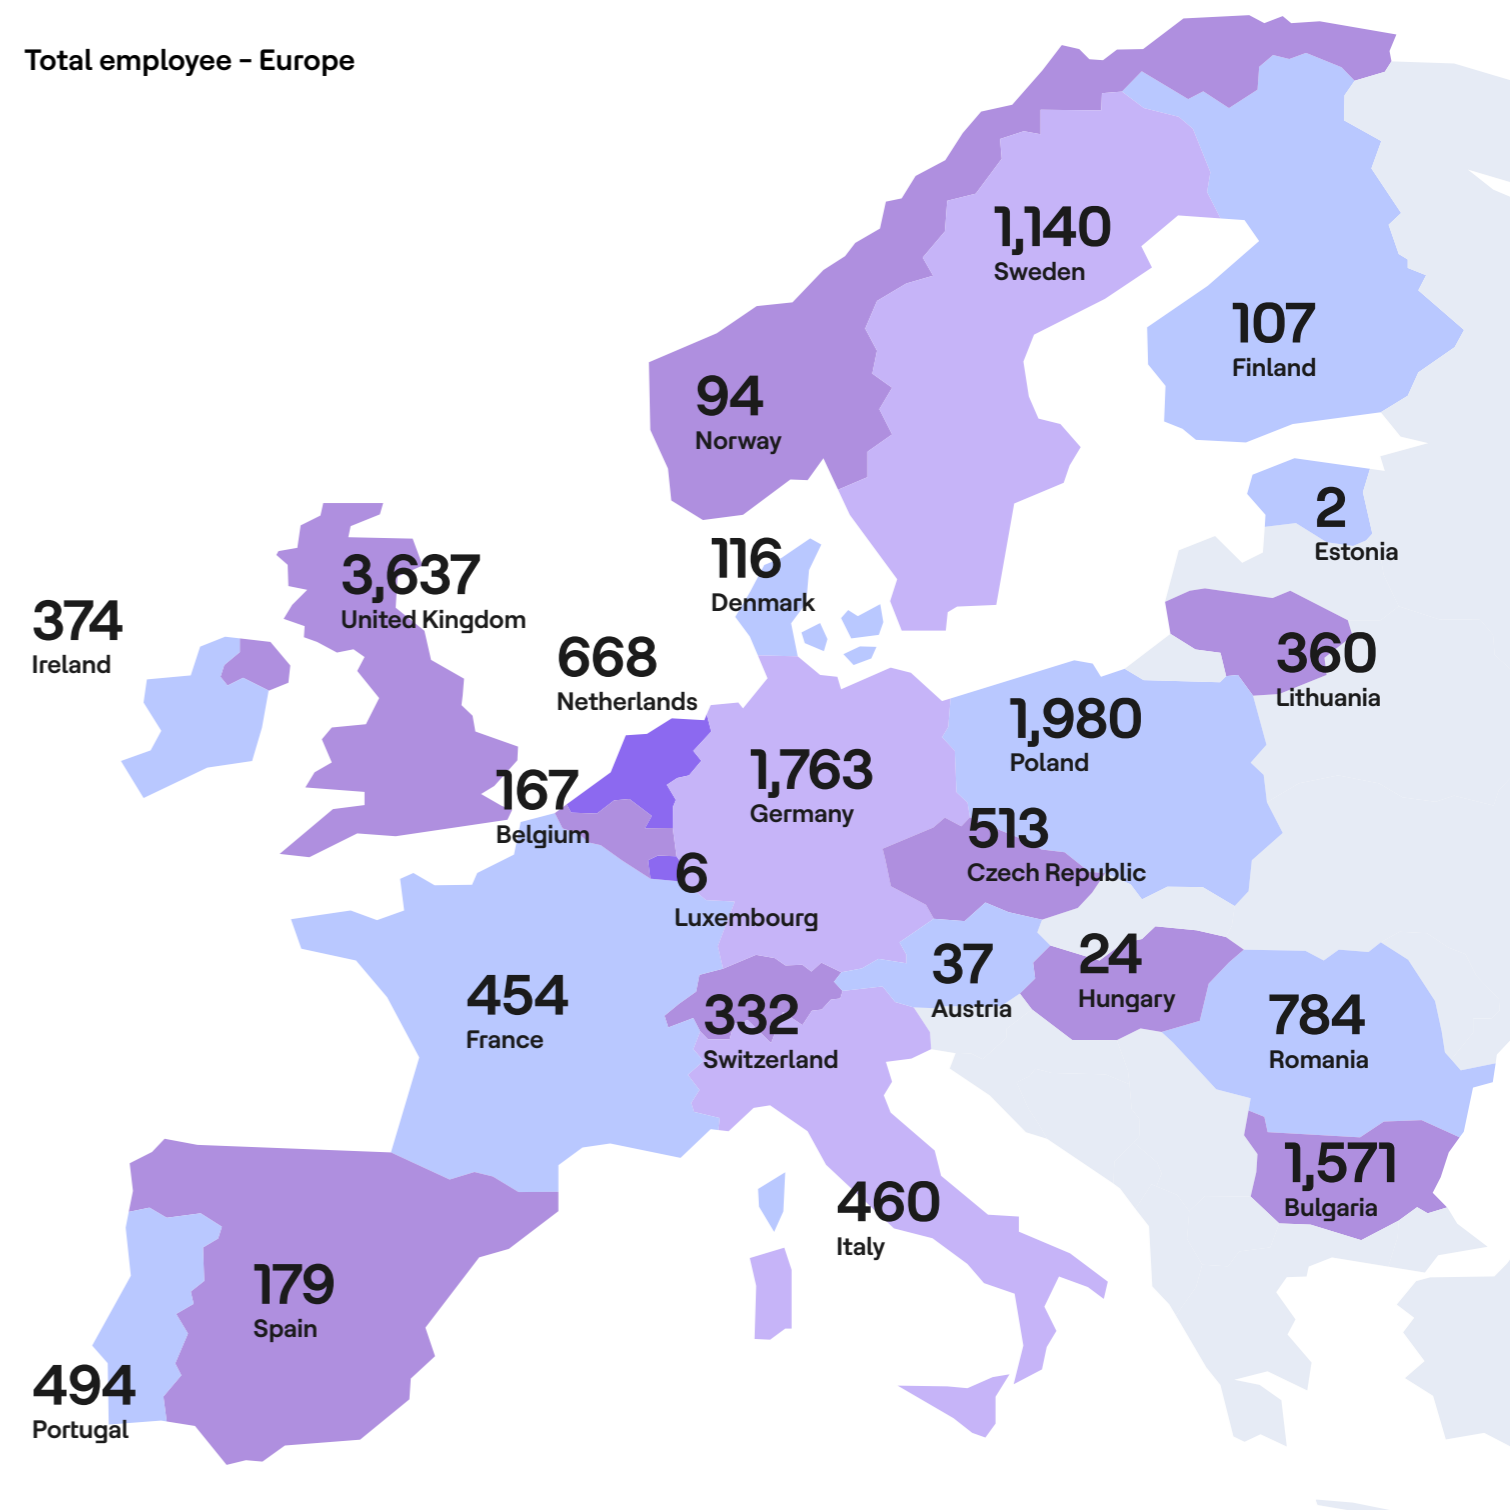 Total employee – Europe
1,140
Sweden
107
Finland
94
Norway
2
Estonia
116
Denmark
3,637
United Kingdom
374
Ireland
668
Netherlands
360
Lithuania
1,980
Poland
1,763
Germany
167
Belgium
513
Czech Republic
6
Luxembourg
37
Austria
24
Hungary
454
France
332
Switzerland
784
Romania
1,571
Bulgaria
460
Italy
179
Spain
494
Portugal